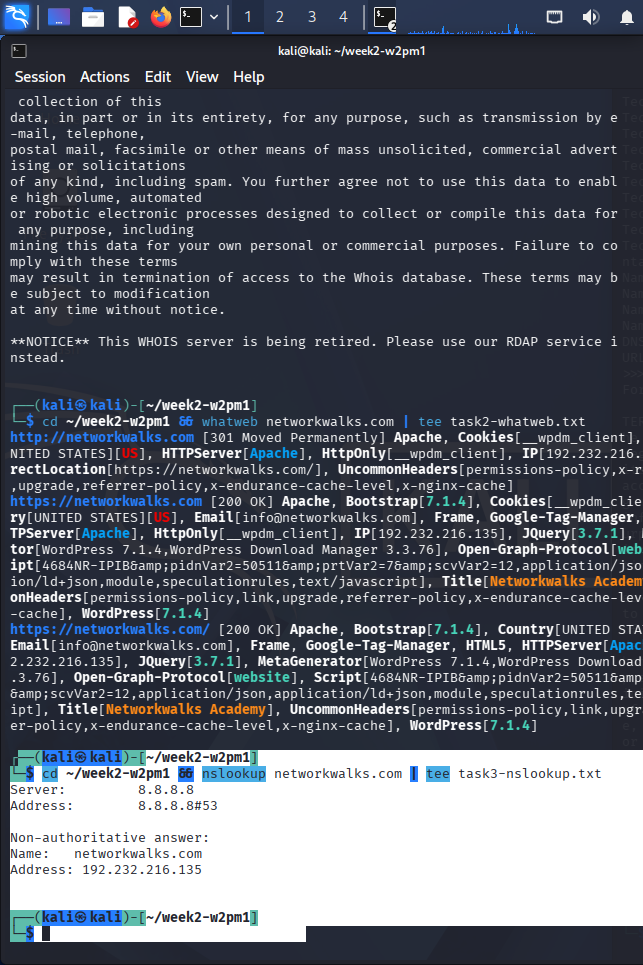 1 2 3 4
2
kali@kali: ~/week2-w2pm1
Session Actions Edit View Help
collection of this
data, in part or in its entirety, for any purpose, such as transmission by e
-mail, telephone,
postal mail, facsimile or other means of mass unsolicited, commercial advert
ising or solicitations
of any kind, including spam. You further agree not to use this data to enabl
e high volume, automated
or robotic electronic processes designed to collect or compile this data for
any purpose, including
mining this data for your own personal or commercial purposes. Failure to co
mply with these terms
may result in termination of access to the Whois database. These terms may b
e subject to modification
at any time without notice.
**NOTICE** This WHOIS server is being retired. Please use our RDAP service i
nstead.
┌──(kali㉿kali)-[~/week2-w2pm1]
└─$ cd ~/week2-w2pm1 && whatweb networkwalks.com | tee task2-whatweb.txt
http://networkwalks.com [301 Moved Permanently] Apache, Cookies[__wpdm_client],
NITED STATES][US], HTTPServer[Apache], HttpOnly[__wpdm_client], IP[192.232.216.
rectLocation[https://networkwalks.com/], UncommonHeaders[permissions-policy,x-r
,upgrade,referrer-policy,x-endurance-cache-level,x-nginx-cache]
https://networkwalks.com [200 OK] Apache, Bootstrap[7.1.4], Cookies[__wpdm_clie
ry[UNITED STATES][US], Email[info@networkwalks.com], Frame, Google-Tag-Manager,
TPServer[Apache], HttpOnly[__wpdm_client], IP[192.232.216.135], JQuery[3.7.1],
tor[WordPress 7.1.4,WordPress Download Manager 3.3.76], Open-Graph-Protocol[web
ipt[4684NR-IPIB&amp;pidnVar2=50511&amp;prtVar2=7&amp;scvVar2=12,application/jso
ion/ld+json,module,speculationrules,text/javascript], Title[Networkwalks Academ
onHeaders[permissions-policy,link,upgrade,referrer-policy,x-endurance-cache-lev
-cache], WordPress[7.1.4]
https://networkwalks.com/ [200 OK] Apache, Bootstrap[7.1.4], Country[UNITED STA
Email[info@networkwalks.com], Frame, Google-Tag-Manager, HTML5, HTTPServer[Apac
2.232.216.135], JQuery[3.7.1], MetaGenerator[WordPress 7.1.4,WordPress Download
.3.76], Open-Graph-Protocol[website], Script[4684NR-IPIB&amp;pidnVar2=50511&amp
&amp;scvVar2=12,application/json,application/ld+json,module,speculationrules,te
ipt], Title[Networkwalks Academy], UncommonHeaders[permissions-policy,link,upgr
er-policy,x-endurance-cache-level,x-nginx-cache], WordPress[7.1.4]
┌──(kali㉿kali)-[~/week2-w2pm1]
└─$ cd ~/week2-w2pm1 && nslookup networkwalks.com | tee task3-nslookup.txt
Server: 8.8.8.8
Address: 8.8.8.8#53
Non-authoritative answer:
Name: networkwalks.com
Address: 192.232.216.135
┌──(kali㉿kali)-[~/week2-w2pm1]
└─$